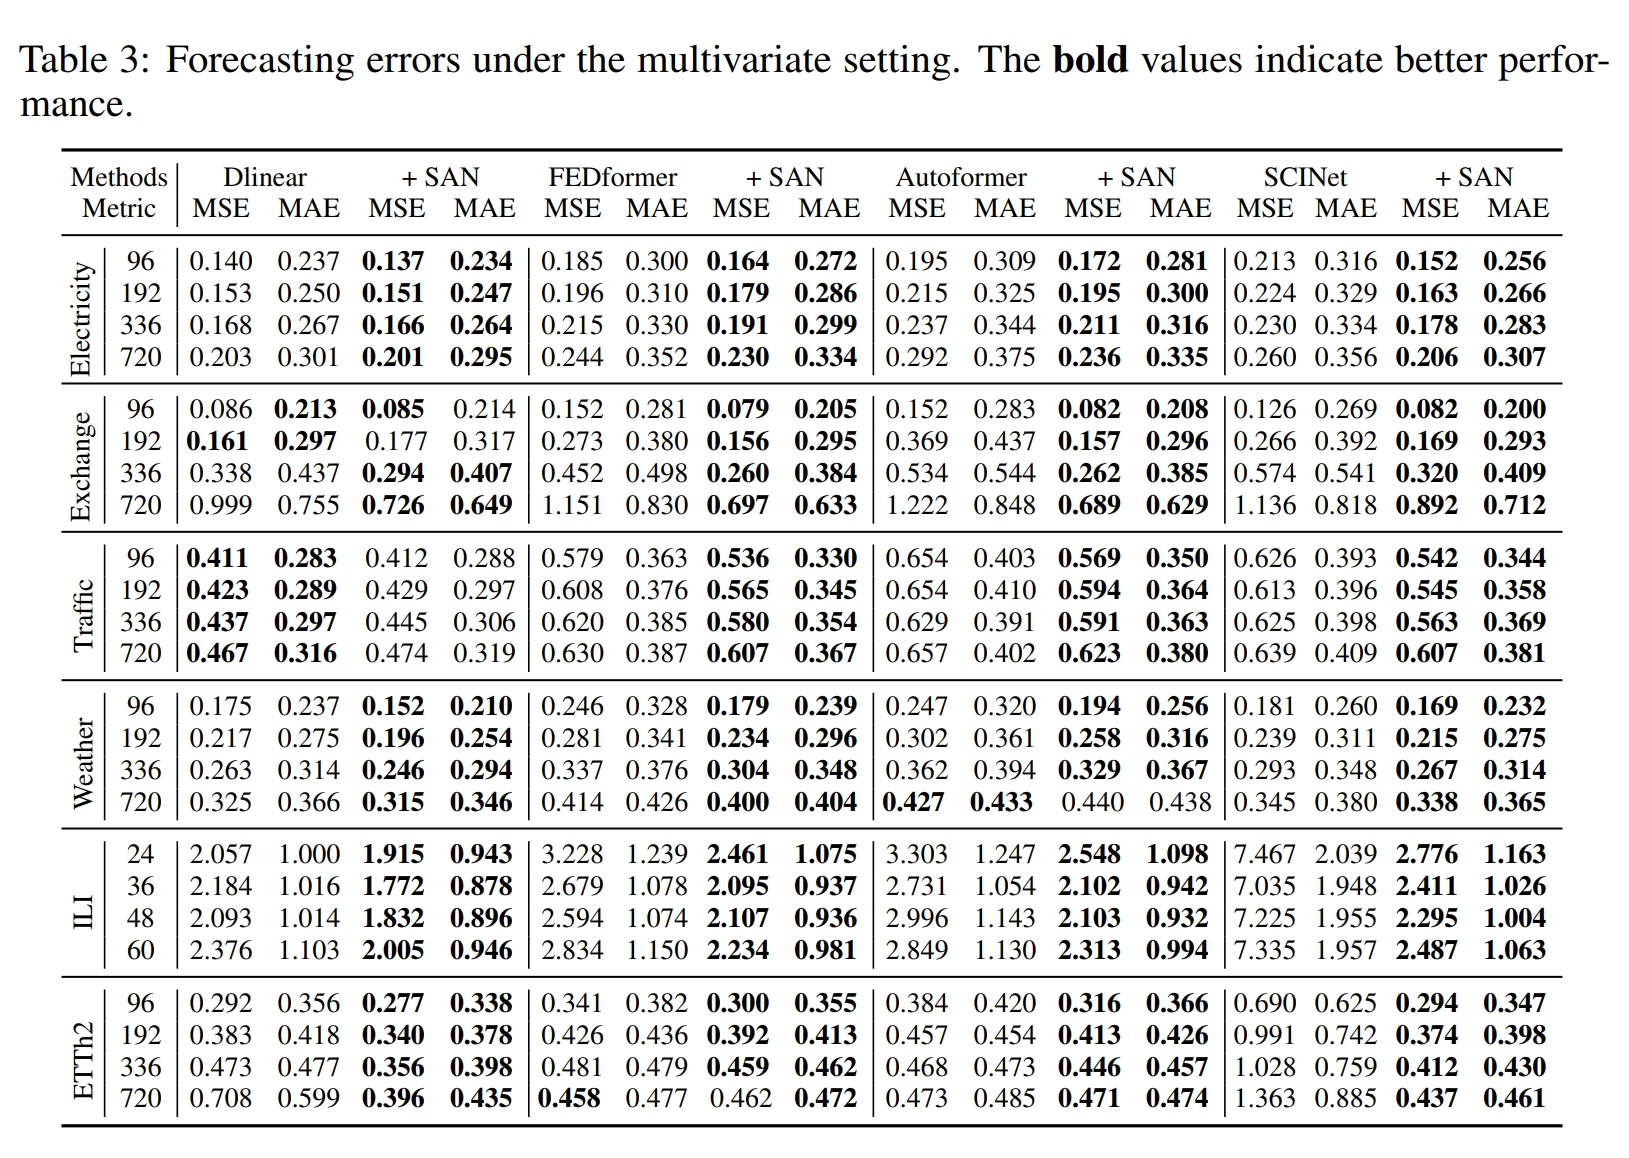 Table 3: Forecasting errors under the multivariate setting. The bold values indicate better perfor-
mance.
Methods Dlinear + SAN FEDformer + SAN Autoformer + SAN SCINet + SAN
Metric MSE MAE MSE MAE MSE MAE MSE MAE MSE MAE MSE MAE MSE MAE MSE MAE
Electricity
96 0.140 0.237 0.137 0.234 0.185 0.300 0.164 0.272 0.195 0.309 0.172 0.281 0.213 0.316 0.152 0.256
192 0.153 0.250 0.151 0.247 0.196 0.310 0.179 0.286 0.215 0.325 0.195 0.300 0.224 0.329 0.163 0.266
336 0.168 0.267 0.166 0.264 0.215 0.330 0.191 0.299 0.237 0.344 0.211 0.316 0.230 0.334 0.178 0.283
720 0.203 0.301 0.201 0.295 0.244 0.352 0.230 0.334 0.292 0.375 0.236 0.335 0.260 0.356 0.206 0.307
Exchange
96 0.086 0.213 0.085 0.214 0.152 0.281 0.079 0.205 0.152 0.283 0.082 0.208 0.126 0.269 0.082 0.200
192 0.161 0.297 0.177 0.317 0.273 0.380 0.156 0.295 0.369 0.437 0.157 0.296 0.266 0.392 0.169 0.293
336 0.338 0.437 0.294 0.407 0.452 0.498 0.260 0.384 0.534 0.544 0.262 0.385 0.574 0.541 0.320 0.409
720 0.999 0.755 0.726 0.649 1.151 0.830 0.697 0.633 1.222 0.848 0.689 0.629 1.136 0.818 0.892 0.712
Traffic
96 0.411 0.283 0.412 0.288 0.579 0.363 0.536 0.330 0.654 0.403 0.569 0.350 0.626 0.393 0.542 0.344
192 0.423 0.289 0.429 0.297 0.608 0.376 0.565 0.345 0.654 0.410 0.594 0.364 0.613 0.396 0.545 0.358
336 0.437 0.297 0.445 0.306 0.620 0.385 0.580 0.354 0.629 0.391 0.591 0.363 0.625 0.398 0.563 0.369
720 0.467 0.316 0.474 0.319 0.630 0.387 0.607 0.367 0.657 0.402 0.623 0.380 0.639 0.409 0.607 0.381
Weather
96 0.175 0.237 0.152 0.210 0.246 0.328 0.179 0.239 0.247 0.320 0.194 0.256 0.181 0.260 0.169 0.232
192 0.217 0.275 0.196 0.254 0.281 0.341 0.234 0.296 0.302 0.361 0.258 0.316 0.239 0.311 0.215 0.275
336 0.263 0.314 0.246 0.294 0.337 0.376 0.304 0.348 0.362 0.394 0.329 0.367 0.293 0.348 0.267 0.314
720 0.325 0.366 0.315 0.346 0.414 0.426 0.400 0.404 0.427 0.433 0.440 0.438 0.345 0.380 0.338 0.365
ILI
24 2.057 1.000 1.915 0.943 3.228 1.239 2.461 1.075 3.303 1.247 2.548 1.098 7.467 2.039 2.776 1.163
36 2.184 1.016 1.772 0.878 2.679 1.078 2.095 0.937 2.731 1.054 2.102 0.942 7.035 1.948 2.411 1.026
48 2.093 1.014 1.832 0.896 2.594 1.074 2.107 0.936 2.996 1.143 2.103 0.932 7.225 1.955 2.295 1.004
60 2.376 1.103 2.005 0.946 2.834 1.150 2.234 0.981 2.849 1.130 2.313 0.994 7.335 1.957 2.487 1.063
ETTh2
96 0.292 0.356 0.277 0.338 0.341 0.382 0.300 0.355 0.384 0.420 0.316 0.366 0.690 0.625 0.294 0.347
192 0.383 0.418 0.340 0.378 0.426 0.436 0.392 0.413 0.457 0.454 0.413 0.426 0.991 0.742 0.374 0.398
336 0.473 0.477 0.356 0.398 0.481 0.479 0.459 0.462 0.468 0.473 0.446 0.457 1.028 0.759 0.412 0.430
720 0.708 0.599 0.396 0.435 0.458 0.477 0.462 0.472 0.473 0.485 0.471 0.474 1.363 0.885 0.437 0.461